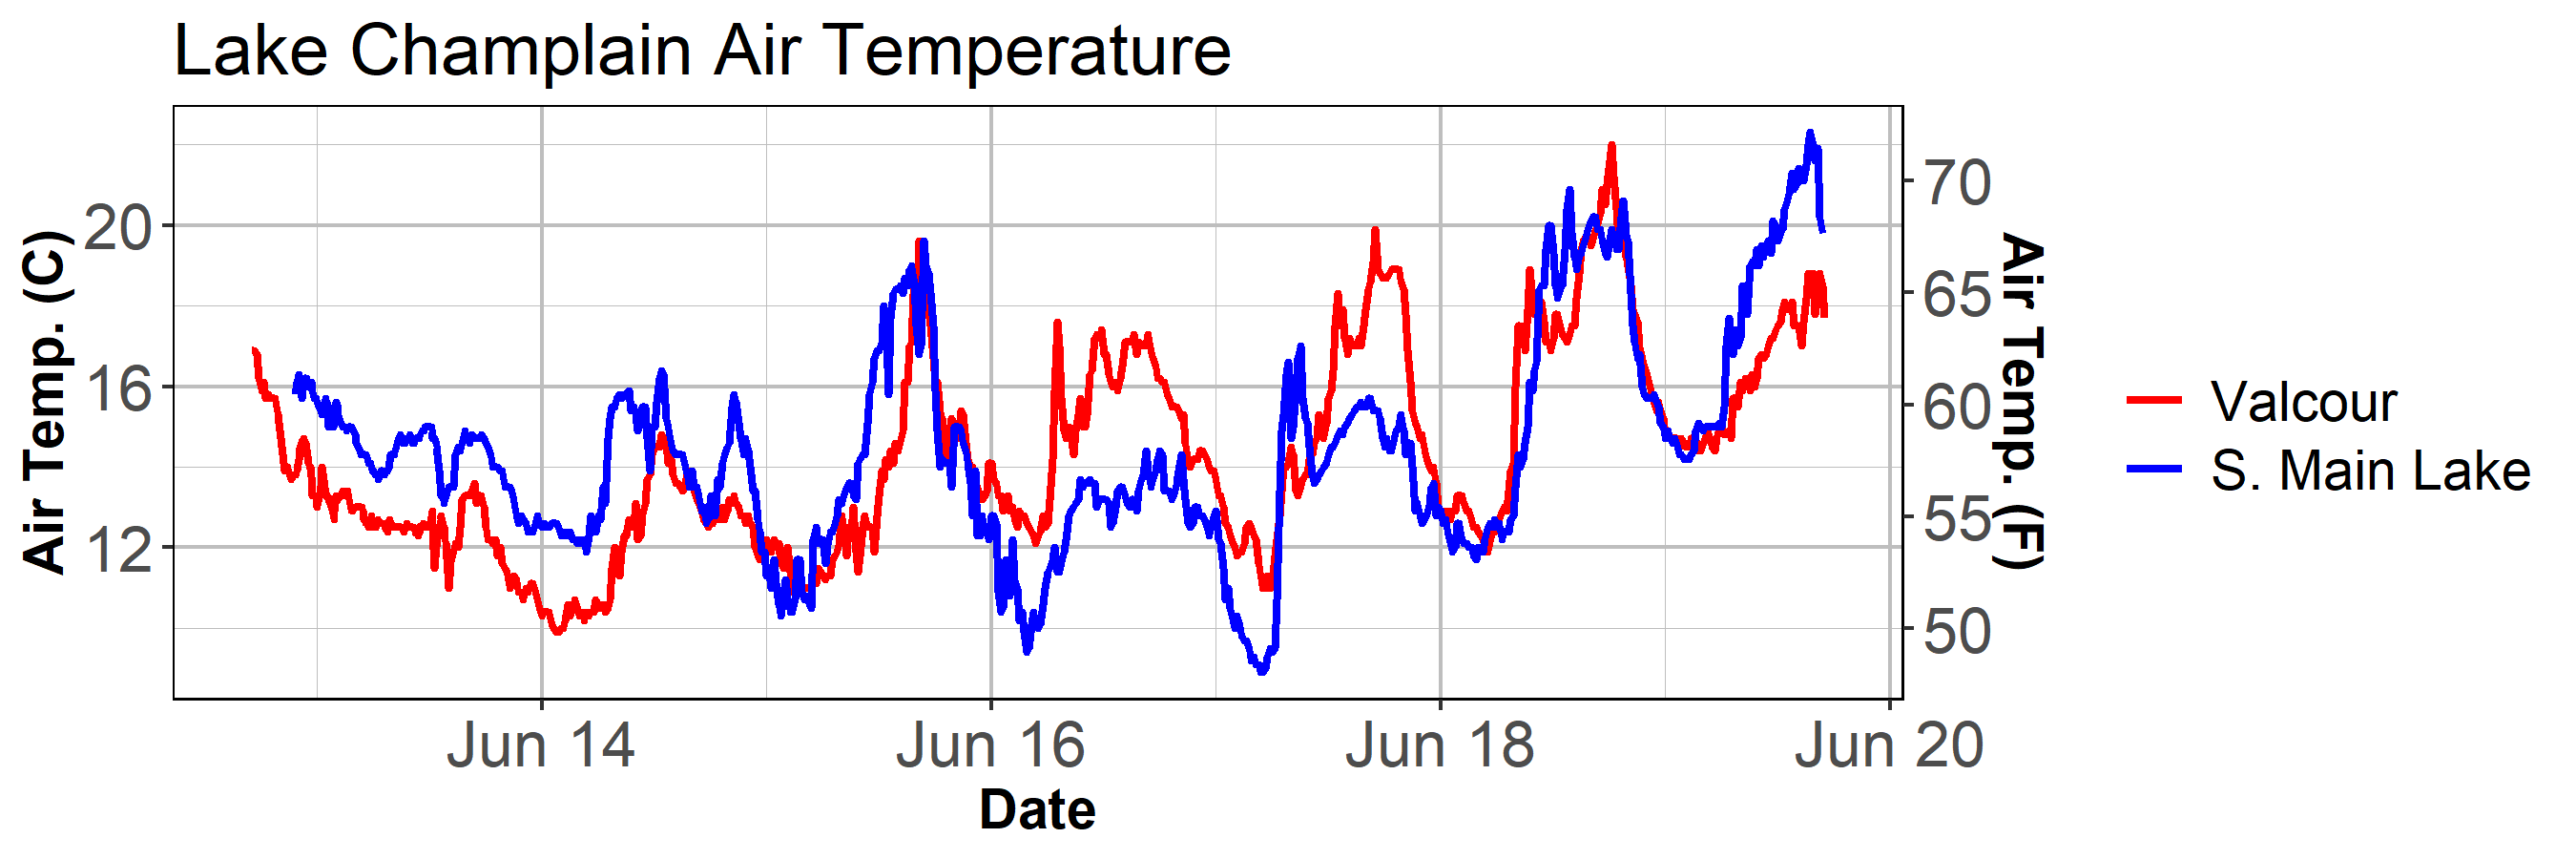 Lake Champlain Air Temperature
Air Temp. (C)
20
16
12
70
65
60
55
50
Air Temp. (F)
Jun 14 Jun 16 Jun 18 Jun 20
Date
Valcour
S. Main Lake